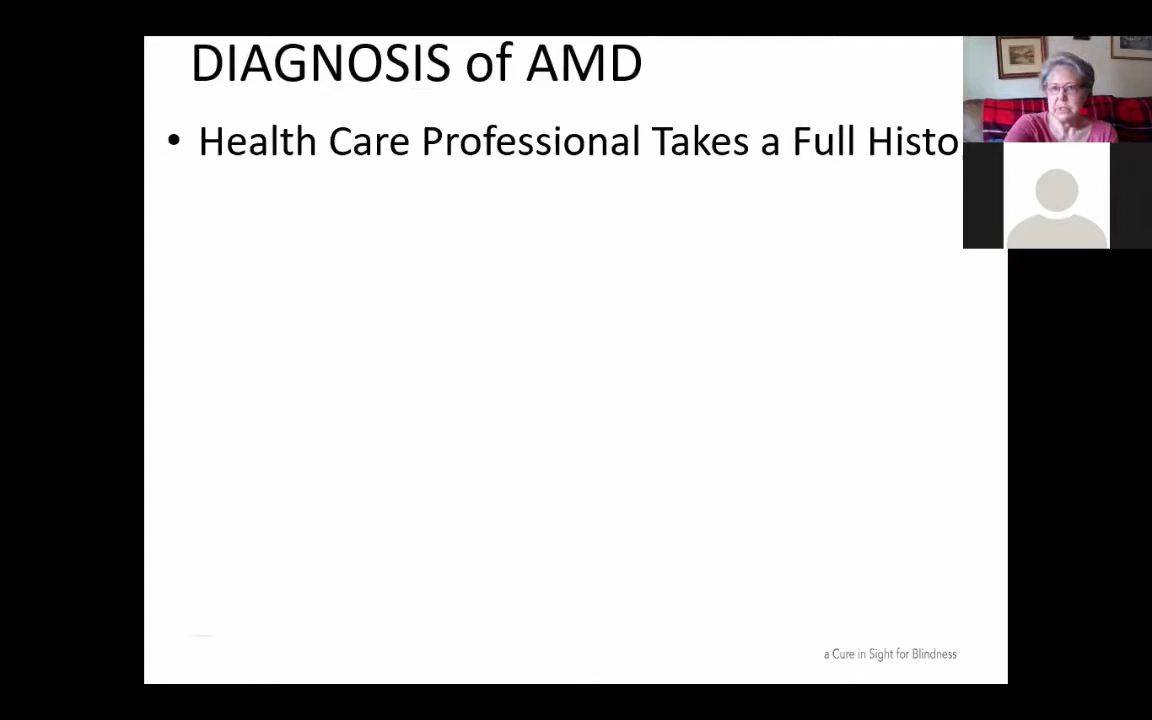 DIAGNOSIS of AMD
• Health Care Professional Takes a Full Histo
a Cure in Sight for Blindness